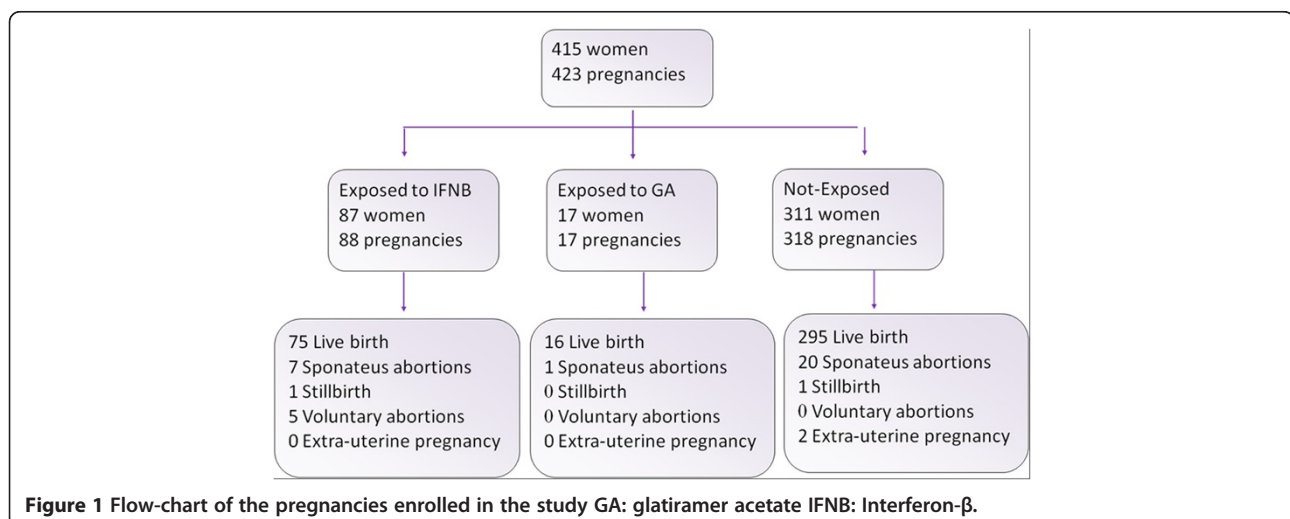 415 women
423 pregnancies
Exposed to IFNB
87 women
88 pregnancies
Exposed to GA
17 women
17 pregnancies
Not-Exposed
311 women
318 pregnancies
75 Live birth
7 Sponateus abortions
1 Stillbirth
5 Voluntary abortions
0 Extra-uterine pregnancy
16 Live birth
1 Sponateus abortions
0 Stillbirth
0 Voluntary abortions
0 Extra-uterine pregnancy
295 Live birth
20 Sponateus abortions
1 Stillbirth
0 Voluntary abortions
2 Extra-uterine pregnancy
Figure 1 Flow-chart of the pregnancies enrolled in the study GA: glatiramer acetate IFNB: Interferon-β.